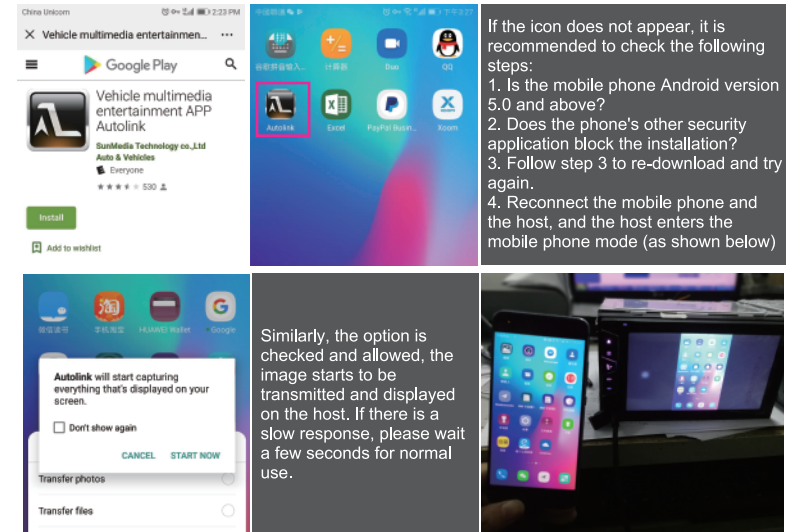 China Unicorn
2:23 PM
Vehicle multimedia entertainmen...
Google Play
Vehicle multimedia
entertainment APP
Autolink
SunMedia Technology co.,Ltd
Auto & Vehicles
Everyone
530
Install
Add to wishlist
计算器
Duo
QQ
Autolink
Excel
PayPal Busin...
Xoom
If the icon does not appear, it is
recommended to check the following
steps:
1. Is the mobile phone Android version
5.0 and above?
2. Does the phone's other security
application block the installation?
3. Follow step 3 to re-download and try
again.
4. Reconnect the mobile phone and
the host, and the host enters the
mobile phone mode (as shown below)
微信读书
手机淘宝
HUAWEI Wallet
Google
Autolink will start capturing
everything that's displayed on your
screen.
Don't show again
CANCEL START NOW
Transfer photos
Transfer files
Similarly, the option is
checked and allowed, the
image starts to be
transmitted and displayed
on the host. If there is a
slow response, please wait
a few seconds for normal
use.